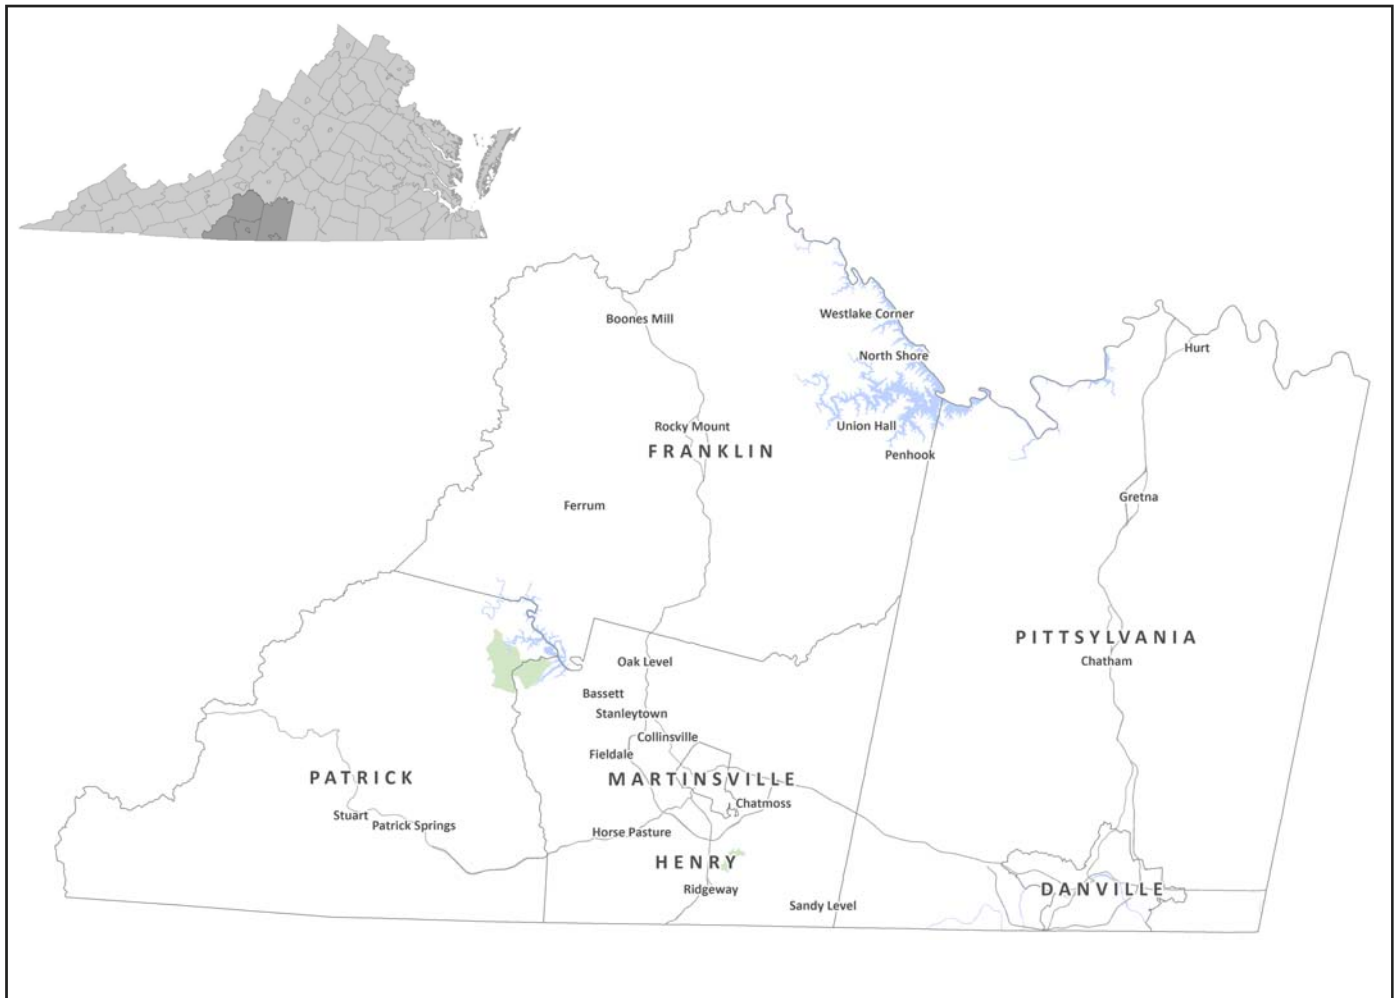 Westlake Corner
Boones Mill
Hurt
North Shore
Rocky Mount
Union Hall
FRANKLIN
Penhook
Gretna
Ferrum
PITTSYLVANIA
Oak Level
Chatham
Bassett
Stanleytown
Collinsville
Fieldale
PATRICK
MARTINSVILLE
Chatmoss
Stuart
Patrick Springs
Horse Pasture
HENRY
Ridgeway
DANVILLE
Sandy Level